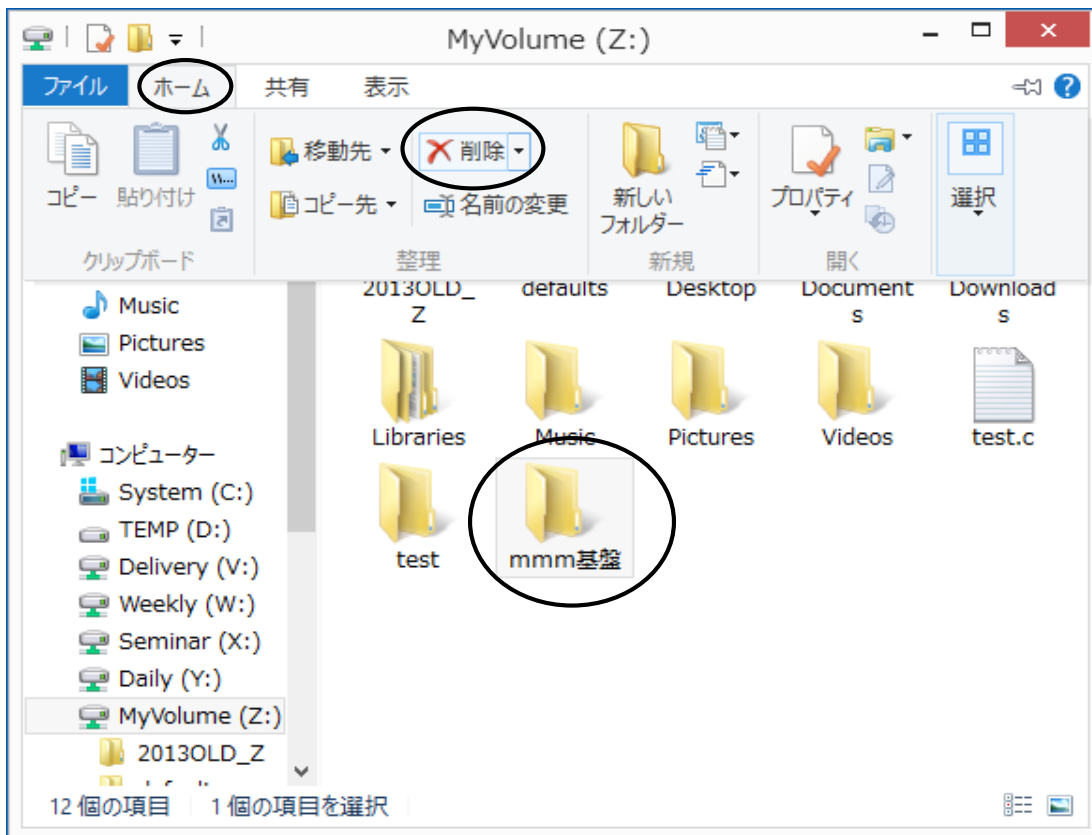 MyVolume (Z:)
ファイル ホーム 共有 表示
コピー 貼り付け
移動先
コピー先
削除
名前の変更
新しい
フォルダー
プロパティ
選択
クリップボード 整理 新規 開く
Music
Pictures
Videos
コンピューター
System (C:)
TEMP (D:)
Delivery (V:)
Weekly (W:)
Seminar (X:)
Daily (Y:)
MyVolume (Z:)
2013OLD_Z
2013OLD_
Z
defaults
Desktop
Document
s
Download
s
Libraries Music Pictures Videos test.c
test mmm基盤
12 個の項目 1 個の項目を選択